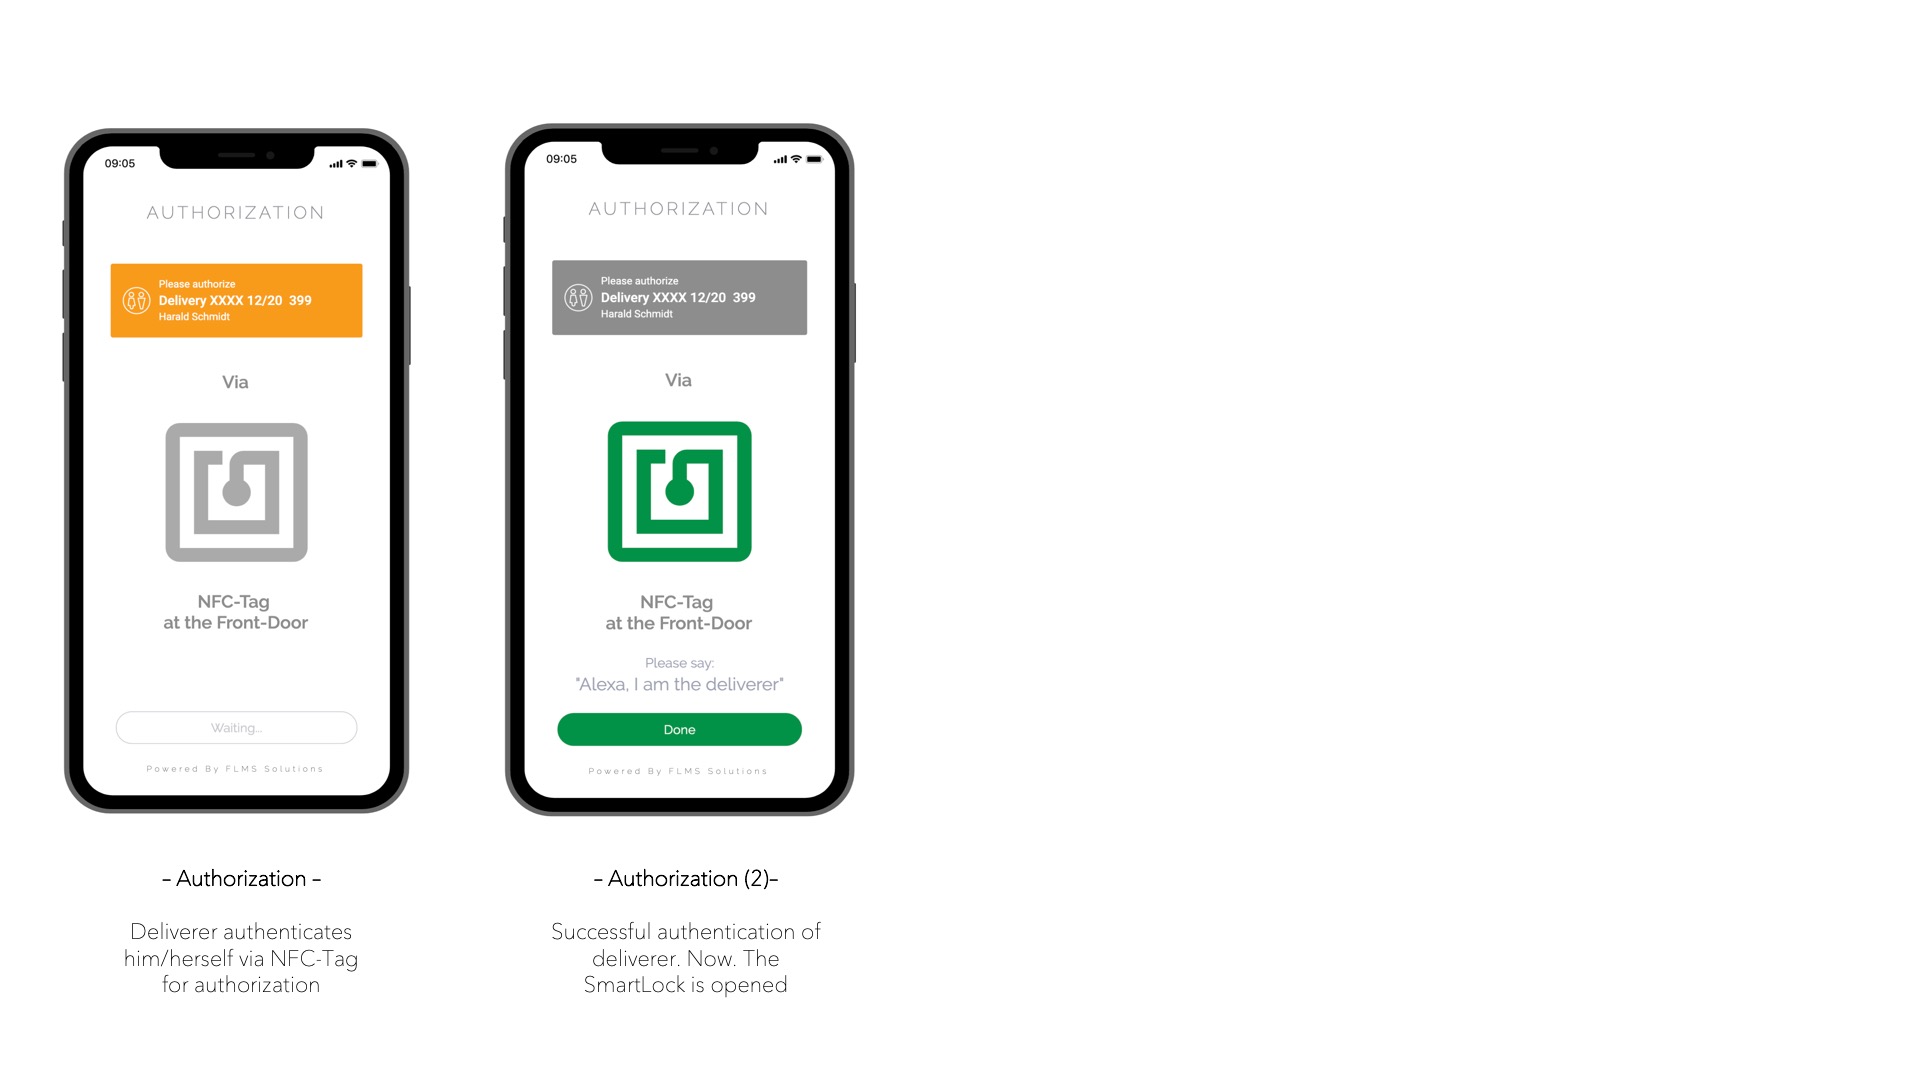 09:05
AUTHORIZATION
Please authorize
Delivery XXXX 12/20 399
Harald Schmidt
Via
NFC-Tag
at the Front-Door
Waiting...
Powered By FLMS Solutions
- Authorization -
Deliverer authenticates
him/herself via NFC-Tag
for authorization
09:05
AUTHORIZATION
Please authorize
Delivery XXXX 12/20 399
Harald Schmidt
Via
NFC-Tag
at the Front-Door
Please say:
"Alexa, I am the deliverer"
Done
Powered By FLMS Solutions
- Authorization (2)-
Successful authentication of
deliverer. Now. The
SmartLock is opened